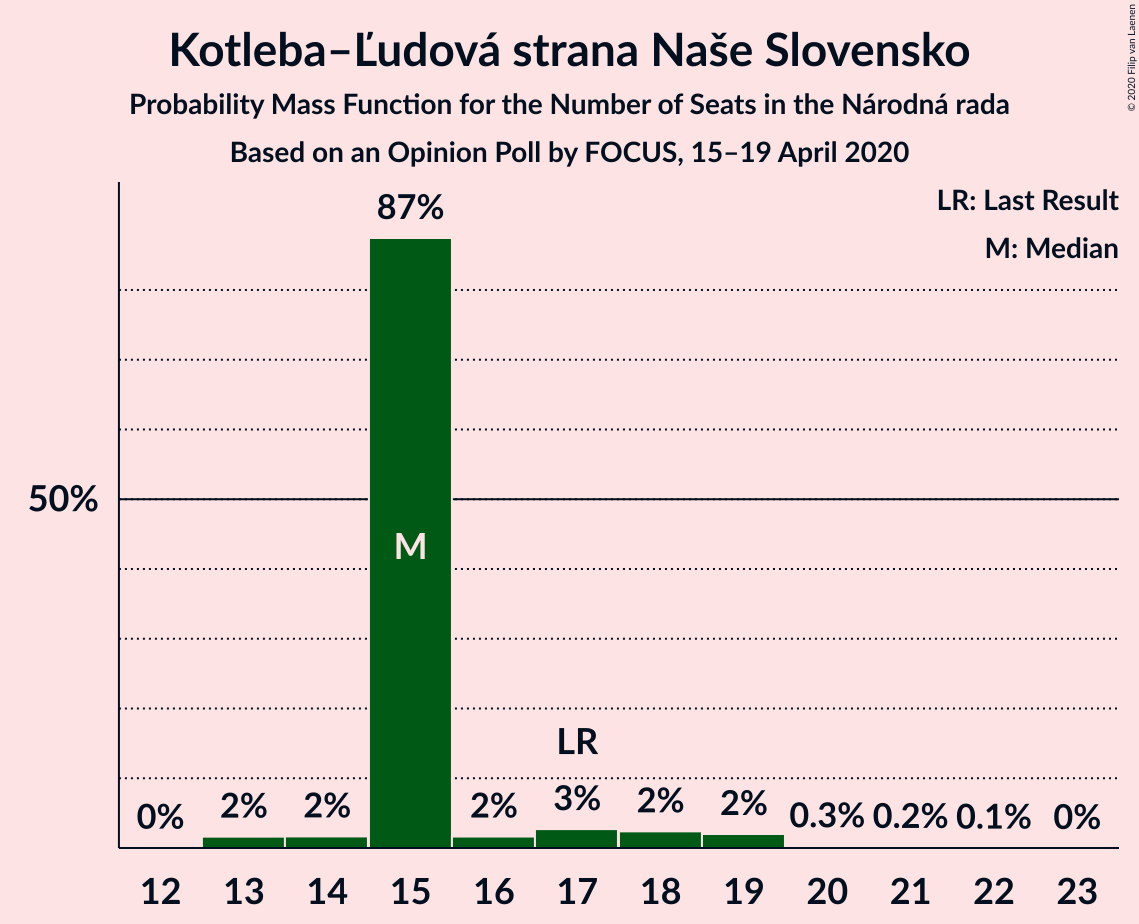 Kotleba–Ľudová strana Naše Slovensko
Probability Mass Function for the Number of Seats in the Národná rada
Based on an Opinion Poll by FOCUS, 15–19 April 2020
© 2020 Filip van Laenen
LR: Last Result
M: Median
87%
50%
M
LR
0% 2% 2% 2% 3% 2% 2% 0.3% 0.2% 0.1% 0%
12 13 14 15 16 17 18 19 20 21 22 23